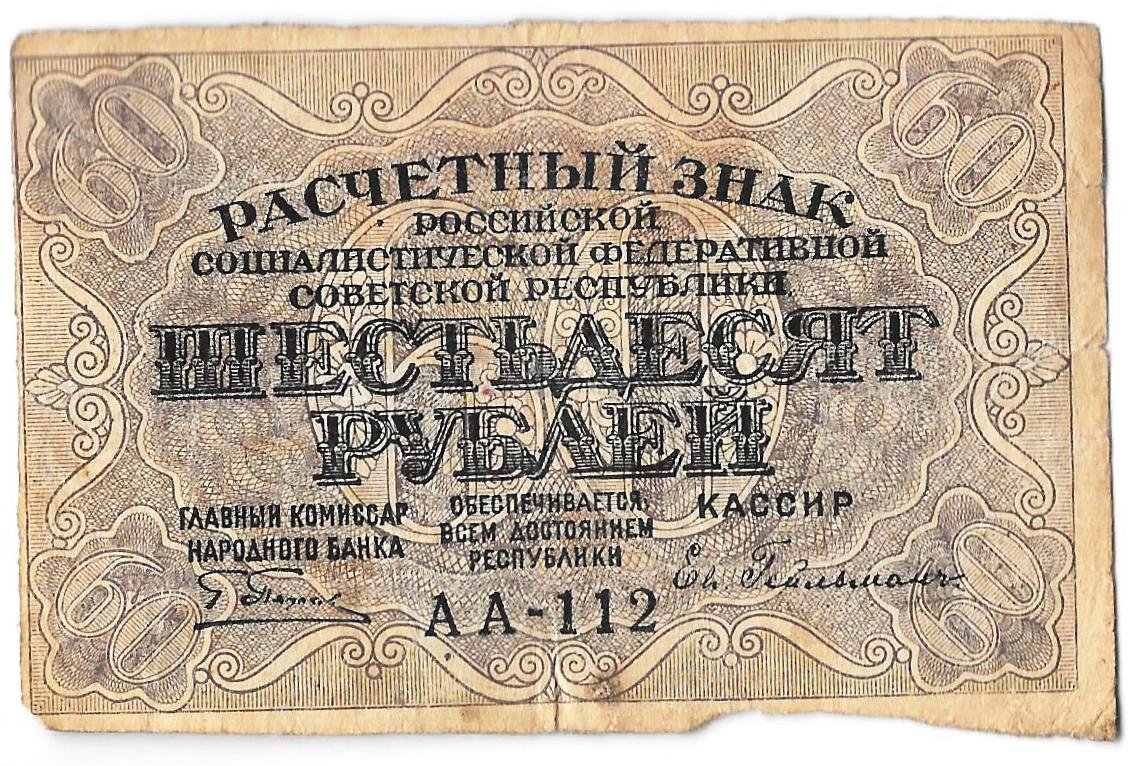 60 60
РАСЧЕТНЫЙ ЗНАК
РОССИЙСКОЙ
СОЦИАЛИСТИЧЕСКОЙ ФЕДЕРАТИВНОЙ
СОВЕТСКОЙ РЕСПУБЛИКИ.
ШЕСТЬДЕСЯТ
РУБЛЕЙ
ГЛАВНЫЙ КОМИССАР
НАРОДНОГО БАНКА
ОБЕСПЕЧИВАЕТСЯ
ВСЕМ ДОСТОЯНИЕМ
РЕСПУБЛИКИ
КАССИР
Гейльманъ
АА-112
60 60